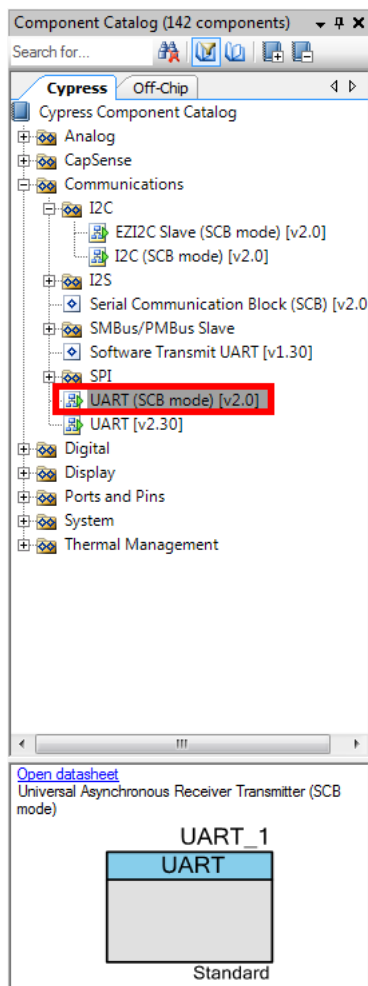 Component Catalog (142 components)
Search for...
Cypress
Off-Chip
Cypress Component Catalog
Analog
CapSense
Communications
I2C
EZI2C Slave (SCB mode) [v2.0]
I2C (SCB mode) [v2.0]
I2S
Serial Communication Block (SCB) [v2.0
SMBus/PMBus Slave
Software Transmit UART [v1.30]
SPI
UART (SCB mode) [v2.0]
UART [v2.30]
Digital
Display
Ports and Pins
System
Thermal Management
Open datasheet
Universal Asynchronous Receiver Transmitter (SCB
mode)
UART_1
UART
Standard